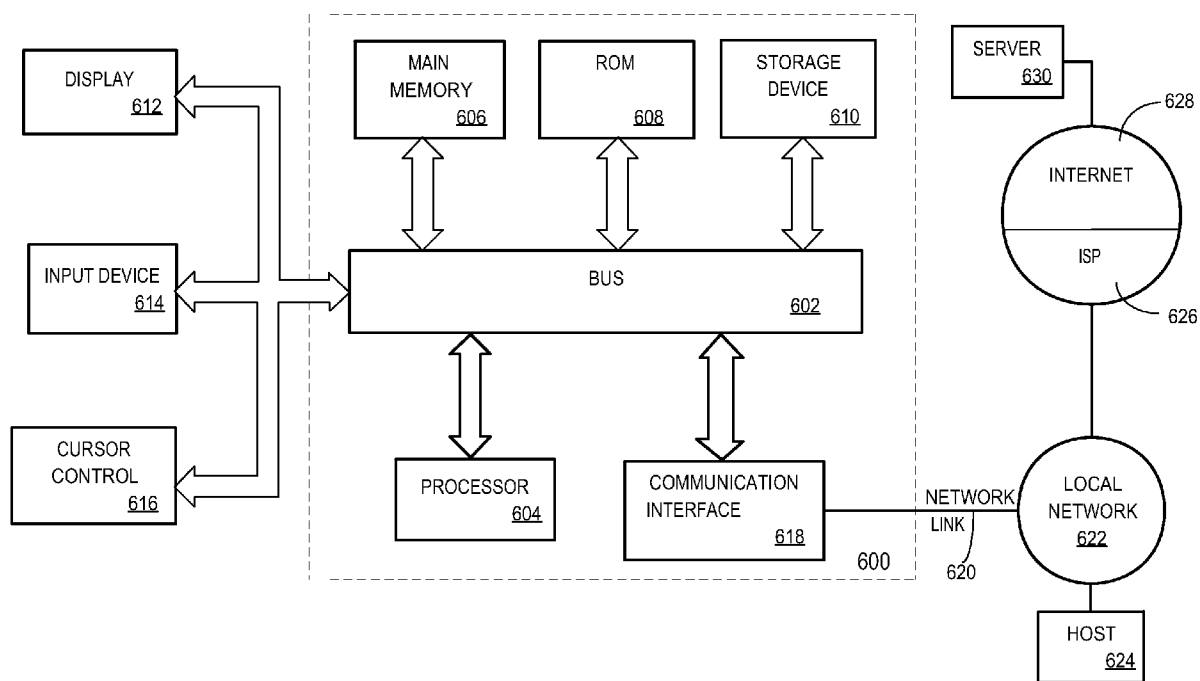 DISPLAY
612
INPUT DEVICE
614
CURSOR
CONTROL
616
MAIN
MEMORY
606
ROM
608
STORAGE
DEVICE
610
BUS
602
PROCESSOR
604
COMMUNICATION
INTERFACE
618
600
NETWORK
LINK
620
SERVER
630
628
INTERNET
ISP
626
LOCAL
NETWORK
622
HOST
624